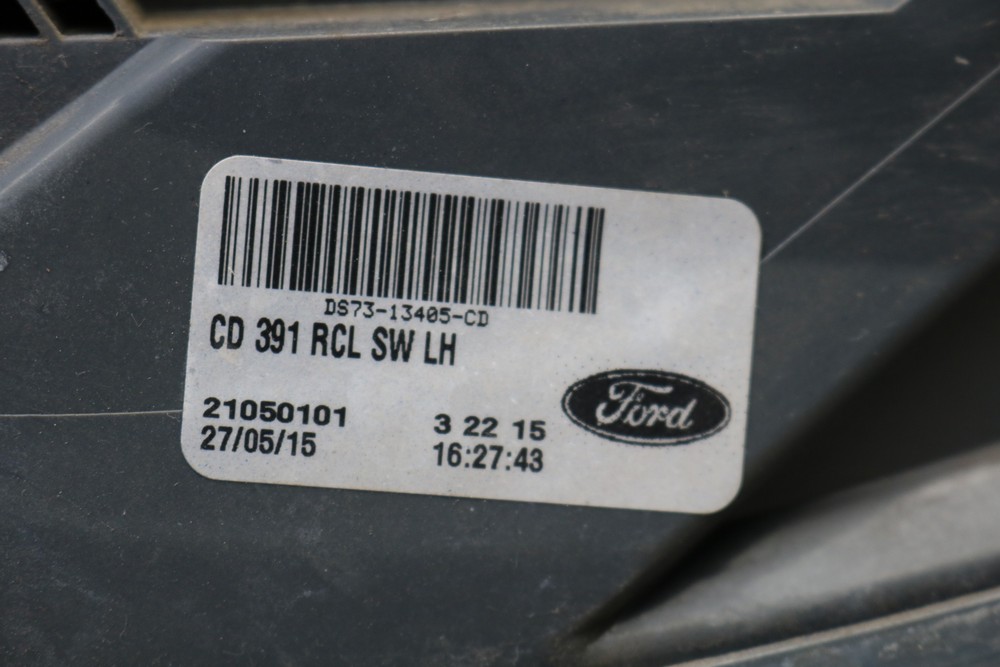 DS73-13405-CD
CD 391 RCL SW LH
21050101 3 22 15
27/05/15 16:27:43
Ford